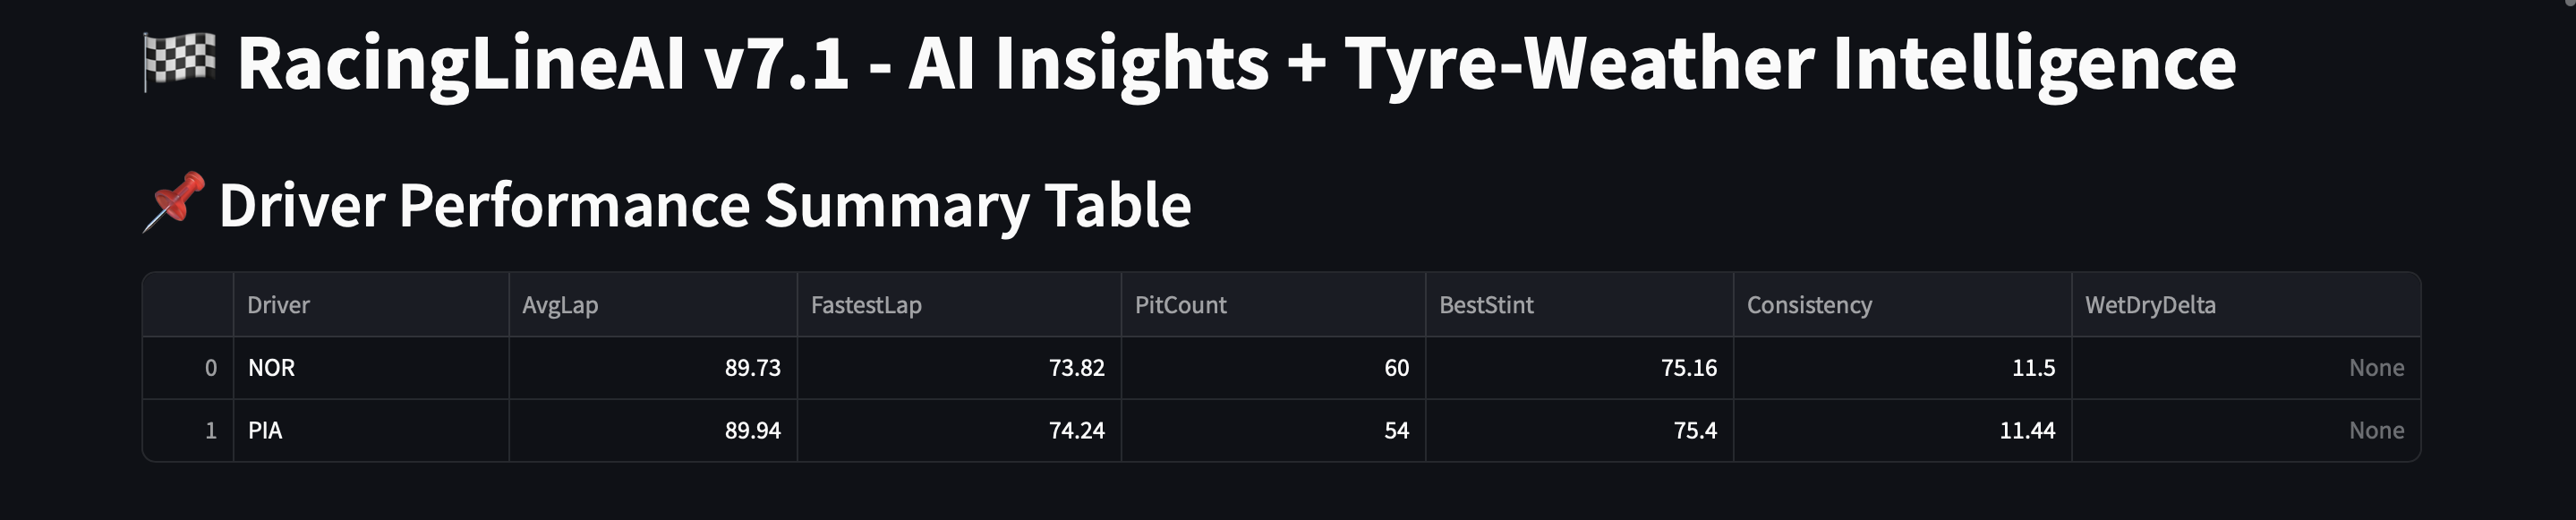 🏁 RacingLineAI v7.1 - AI Insights + Tyre-Weather Intelligence
📌 Driver Performance Summary Table
Driver AvgLap FastestLap PitCount BestStint Consistency WetDryDelta
0 NOR 89.73 73.82 60 75.16 11.5 None
1 PIA 89.94 74.24 54 75.4 11.44 None